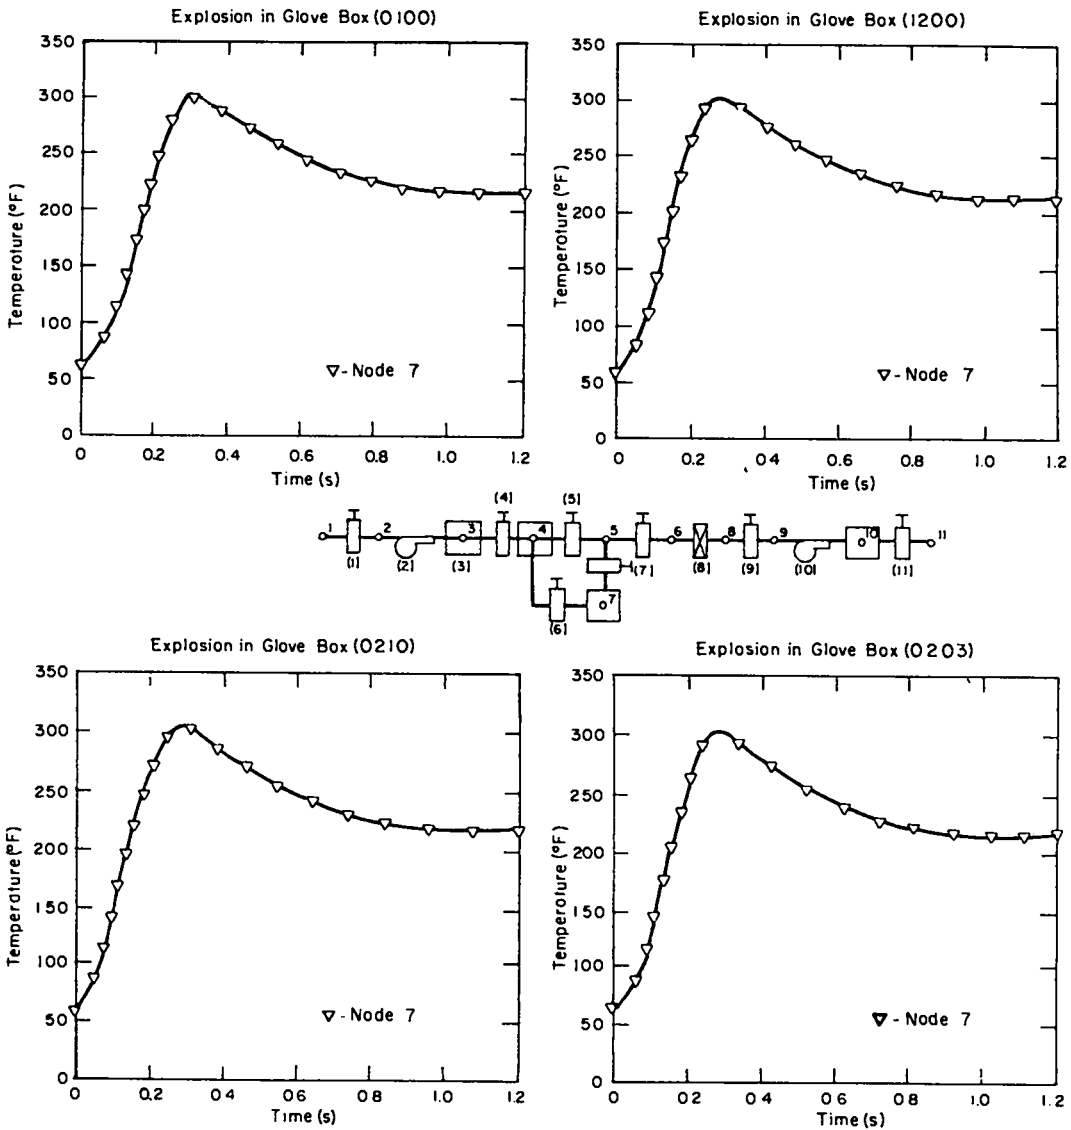 Explosion in Glove Box (0100)
350
300
250
200
150
100
50
0
Temperature (°F)
▽ - Node 7
0 0.2 0.4 0.6 0.8 1.0 1.2
Time (s)
Explosion in Glove Box (1200)
350
300
250
200
150
100
50
0
Temperature (°F)
▽ - Node 7
0 0.2 0.4 0.6 0.8 1.0 1.2
Time (s)
[4] [5]
1 2 3 4 5 6 8 9 10 11
[1] [2] [3] [7] [8] [9] [10] [11]
7
[6]
Explosion in Glove Box (0210)
350
300
250
200
150
100
50
0
Temperature (°F)
▽ - Node 7
0 0.2 0.4 0.6 0.8 1.0 1.2
Time (s)
Explosion in Glove Box (0203)
350
300
250
200
150
100
50
0
Temperature (°F)
▽ - Node 7
0 0.2 0.4 0.6 0.8 1.0 1.2
Time (s)